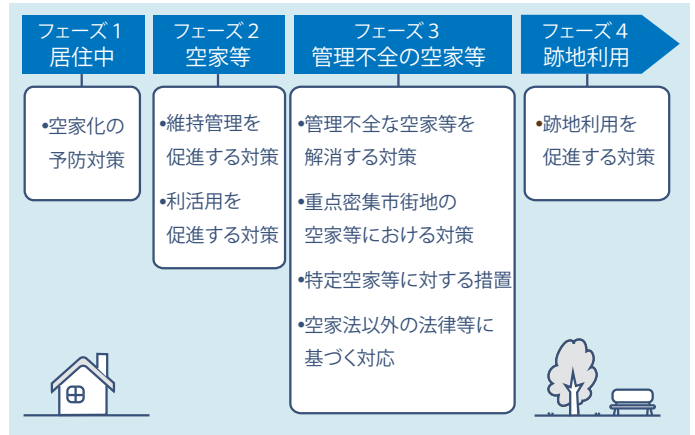 フェーズ1
居住中
•空家化の
予防対策
フェーズ2
空家等
•維持管理を
促進する対策
•利活用を
促進する対策
フェーズ3
管理不全の空家等
•管理不全な空家等を
解消する対策
•重点密集市街地の
空家等における対策
•特定空家等に対する措置
•空家法以外の法律等に
基づく対応
フェーズ4
跡地利用
•跡地利用を
促進する対策